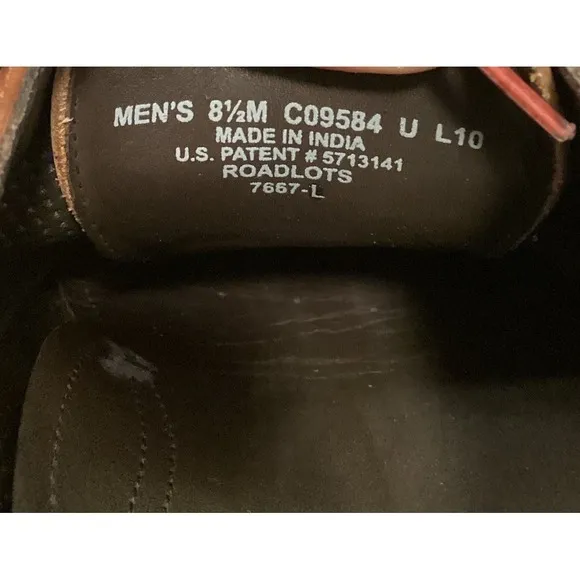 MEN'S 8½M C09584 U L10
MADE IN INDIA
U.S. PATENT # 5713141
ROADLOTS
7667-L